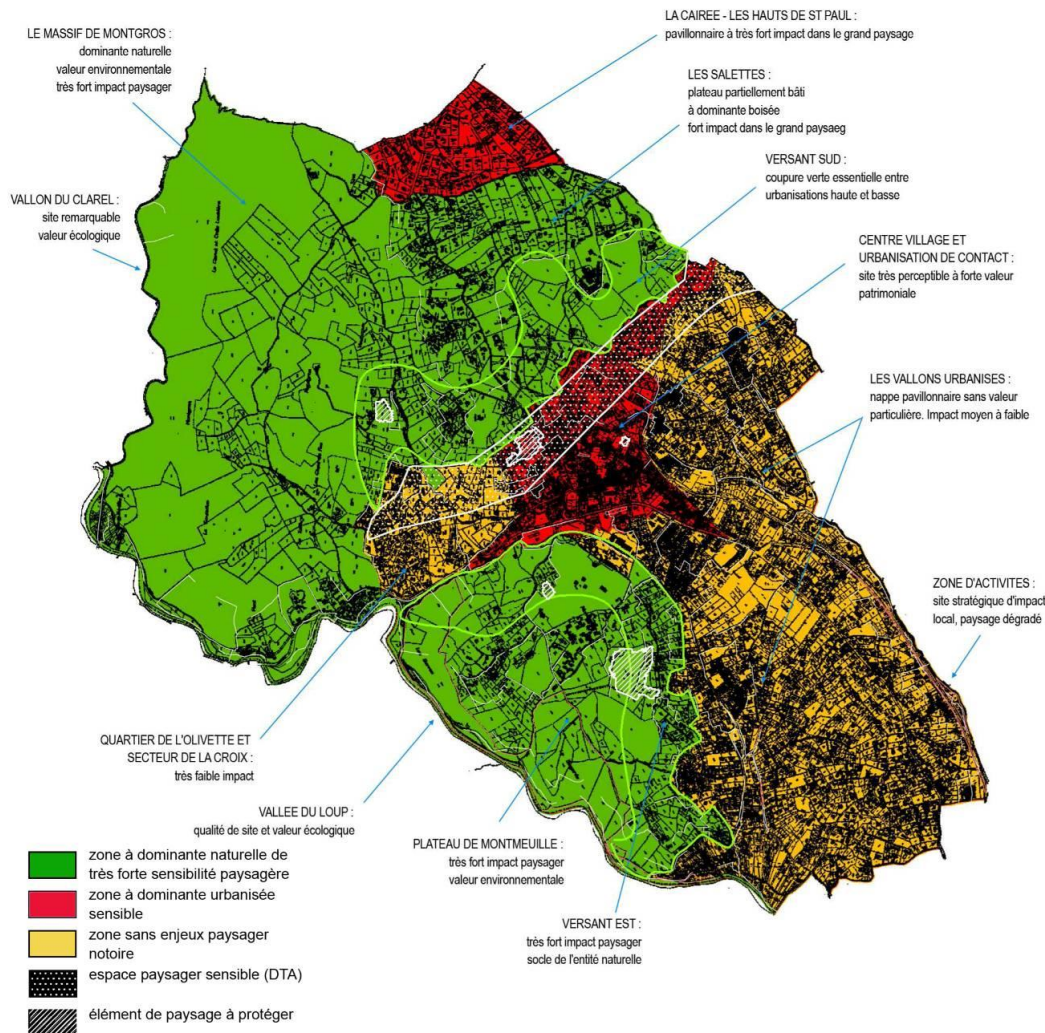 LA CAIREE - LES HAUTS DE ST PAUL :
pavillonnaire à très fort impact dans le grand paysage
LE MASSIF DE MONTGROS :
dominante naturelle
valeur environnementale
très fort impact paysager
LES SALETTES :
plateau partiellement bâti
à dominante boisée
fort impact dans le grand paysaeg
VERSANT SUD :
coupure verte essentielle entre
urbanisations haute et basse
VALLON DU CLAREL :
site remarquable
valeur écologique
CENTRE VILLAGE ET
URBANISATION DE CONTACT :
site très perceptible à forte valeur
patrimoniale
LES VALLONS URBANISES :
nappe pavillonnaire sans valeur
particulière. Impact moyen à faible
ZONE D'ACTIVITES :
site stratégique d'impact
local, paysage dégradé
QUARTIER DE L'OLIVETTE ET
SECTEUR DE LA CROIX :
très faible impact
VALLEE DU LOUP :
qualité de site et valeur écologique
PLATEAU DE MONTMEUILLE :
très fort impact paysager
valeur environnementale
VERSANT EST :
très fort impact paysager
socle de l'entité naturelle
zone à dominante naturelle de
très forte sensibilité paysagère
zone à dominante urbanisée
sensible
zone sans enjeux paysager
notoire
espace paysager sensible (DTA)
élément de paysage à protéger